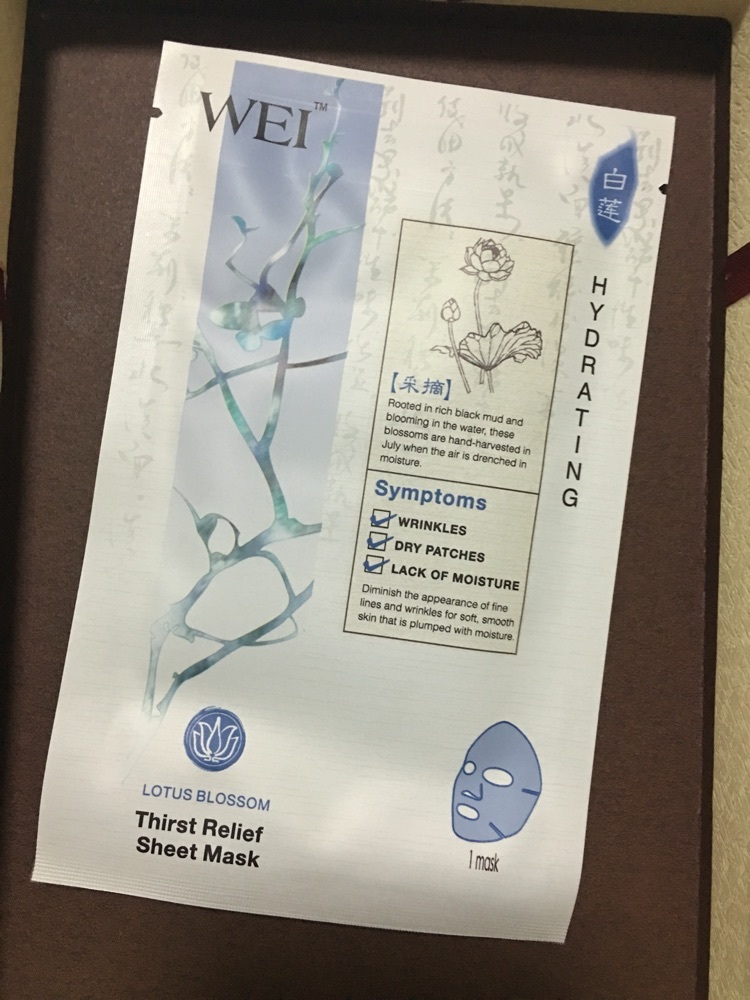 WEI™
白
莲
HYDRATING
【采摘】
Rooted in rich black mud and
blooming in the water, these
blossoms are hand-harvested in
July when the air is drenched in
moisture.
Symptoms
WRINKLES
DRY PATCHES
LACK OF MOISTURE
Diminish the appearance of fine
lines and wrinkles for soft, smooth
skin that is plumped with moisture.
LOTUS BLOSSOM
Thirst Relief
Sheet Mask
1 mask